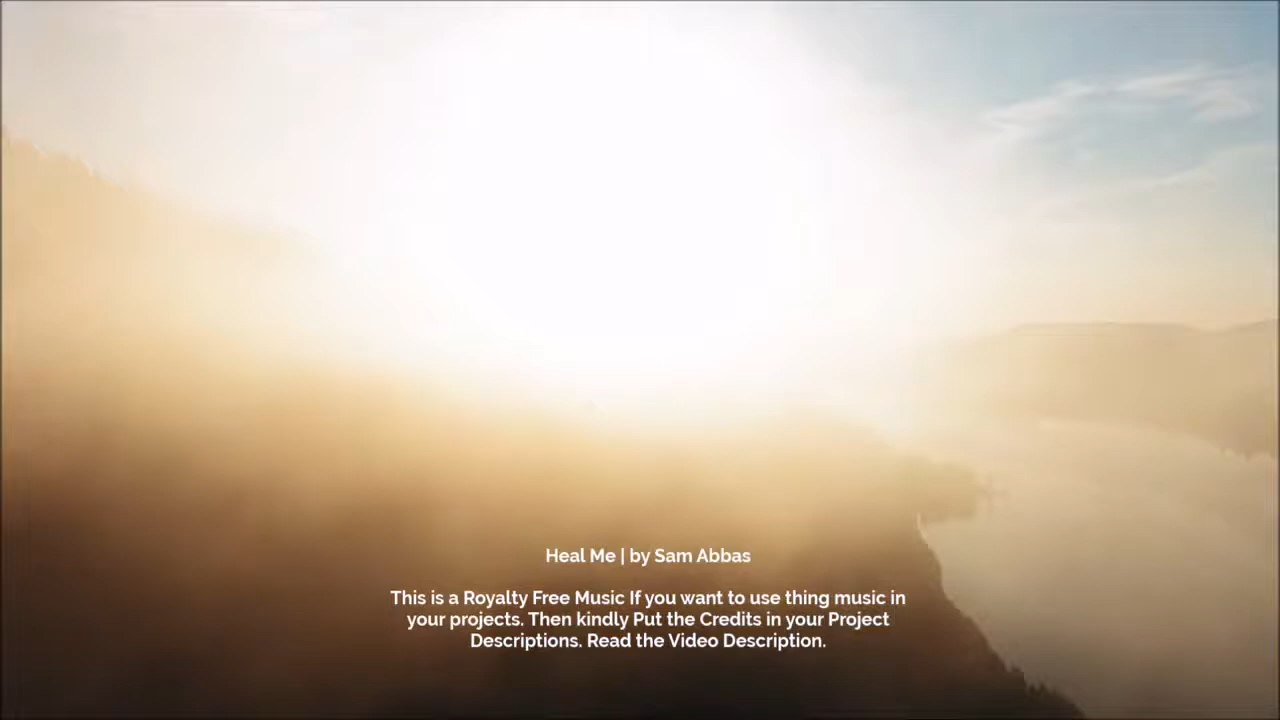 Heal Me | by Sam Abbas
This is a Royalty Free Music If you want to use thing music in
your projects. Then kindly Put the Credits in your Project
Descriptions. Read the Video Description.